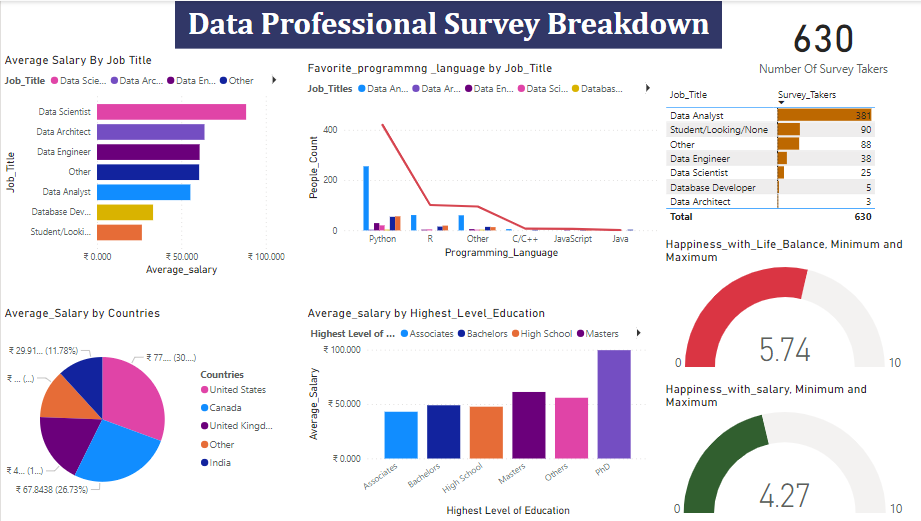 Data Professional Survey Breakdown
630
Number Of Survey Takers
Average Salary By Job Title
Job_Title Data Scie... Data Arc... Data En... Other
Job_Title
Data Scientist
Data Architect
Data Engineer
Other
Data Analyst
Database Dev...
Student/Looki...
₹ 0.000 ₹ 50.000 ₹ 100.000
Average_salary
Favorite_programmng _language by Job_Title
Job_Titles Data An... Data Ar... Data En... Data Sci... Databas...
People_Count
400
200
0
Python R Other C/C++ JavaScript Java
Programming_Language
Job_Title Survey_Takers
Data Analyst 381
Student/Looking/None 90
Other 88
Data Engineer 38
Data Scientist 25
Database Developer 5
Data Architect 3
Total 630
Happiness_with_Life_Balance, Minimum and
Maximum
5.74
0 10
Average_Salary by Countries
₹ 29.91... (11.78%)
₹ 77.... (30....)
₹ ... (...)
₹ 4... (1...)
₹ 67.8438 (26.73%)
Countries
United States
Canada
United Kingd...
Other
India
Average_salary by Highest_Level_Education
Highest Level of ... Associates Bachelors High School Masters
Average_Salary
₹ 100.000
₹ 50.000
₹ 0.000
Associates Bachelors High School Masters Others PhD
Highest Level of Education
Happiness_with_salary, Minimum and
Maximum
4.27
0 10